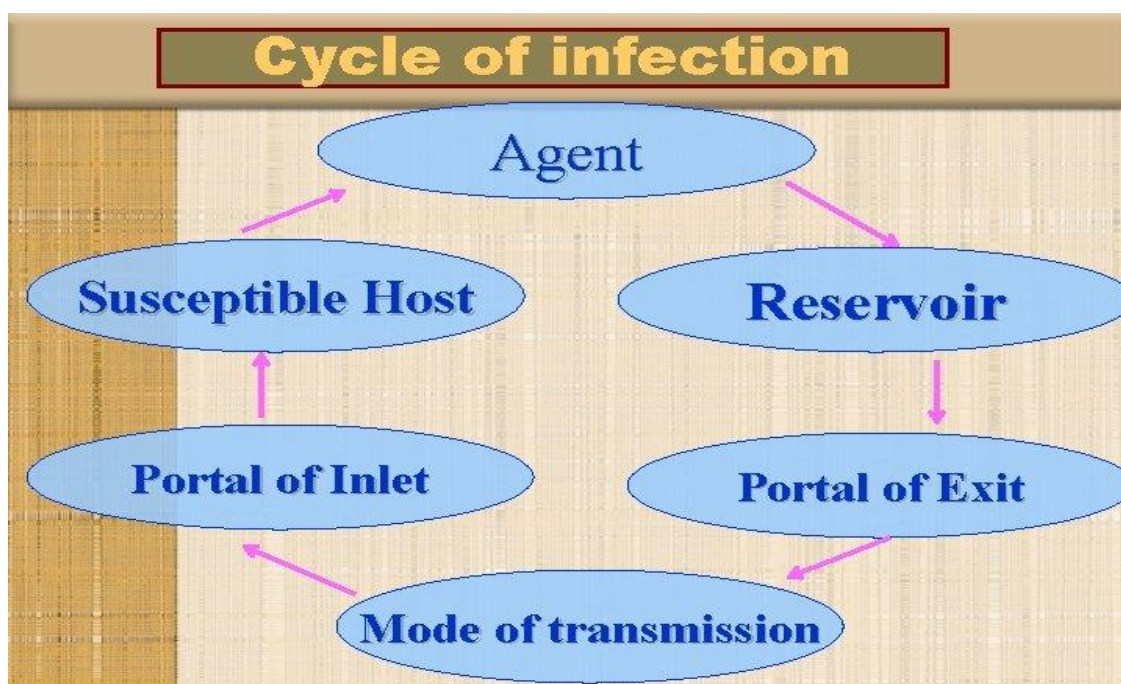 Cycle of infection
Agent
Reservoir
Portal of Exit
Mode of transmission
Portal of Inlet
Susceptible Host